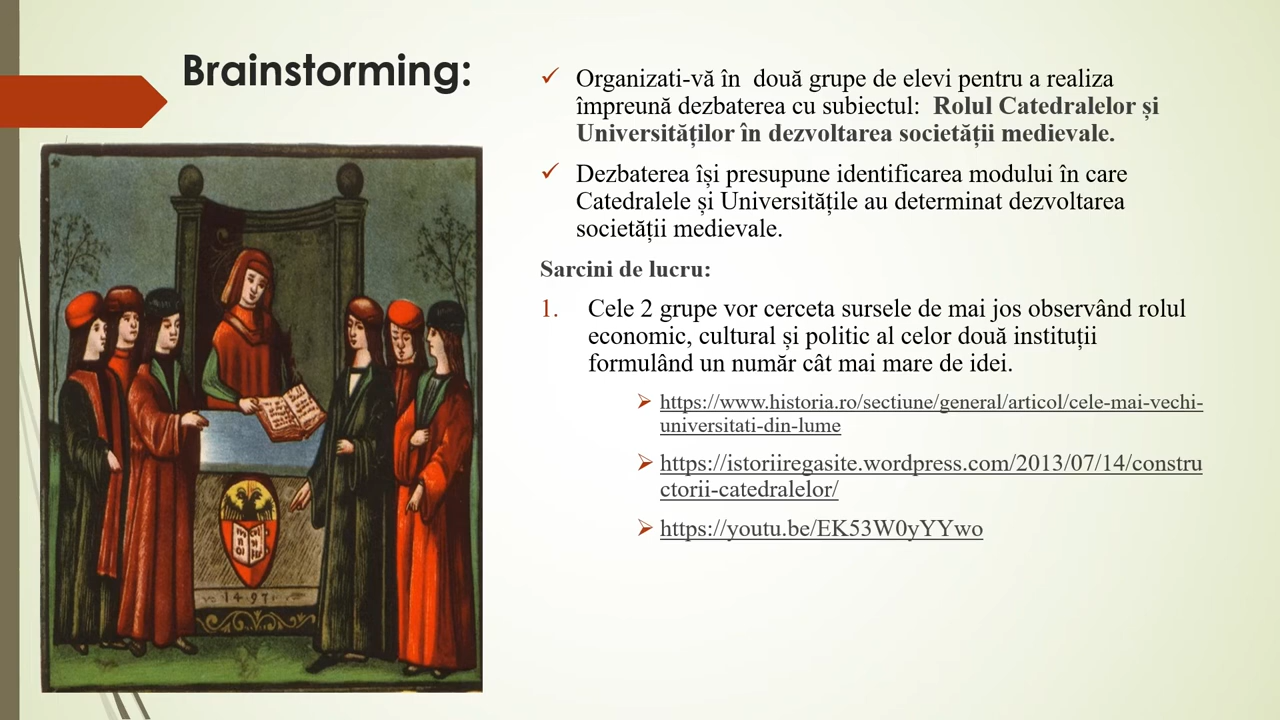 Brainstorming:
Organizati-vă în două grupe de elevi pentru a realiza
împreună dezbaterea cu subiectul: Rolul Catedralelor și
Universităților în dezvoltarea societății medievale.
Dezbaterea își presupune identificarea modului în care
Catedralele și Universitățile au determinat dezvoltarea
societății medievale.
Sarcini de lucru:
1. Cele 2 grupe vor cerceta sursele de mai jos observând rolul
economic, cultural și politic al celor două instituții
formulând un număr cât mai mare de idei.
https://www.historia.ro/sectiune/general/articol/cele-mai-vechi-
universitati-din-lume
https://istoriiregasite.wordpress.com/2013/07/14/constru
ctorii-catedralelor/
https://youtu.be/EK53W0yYYwo
1497